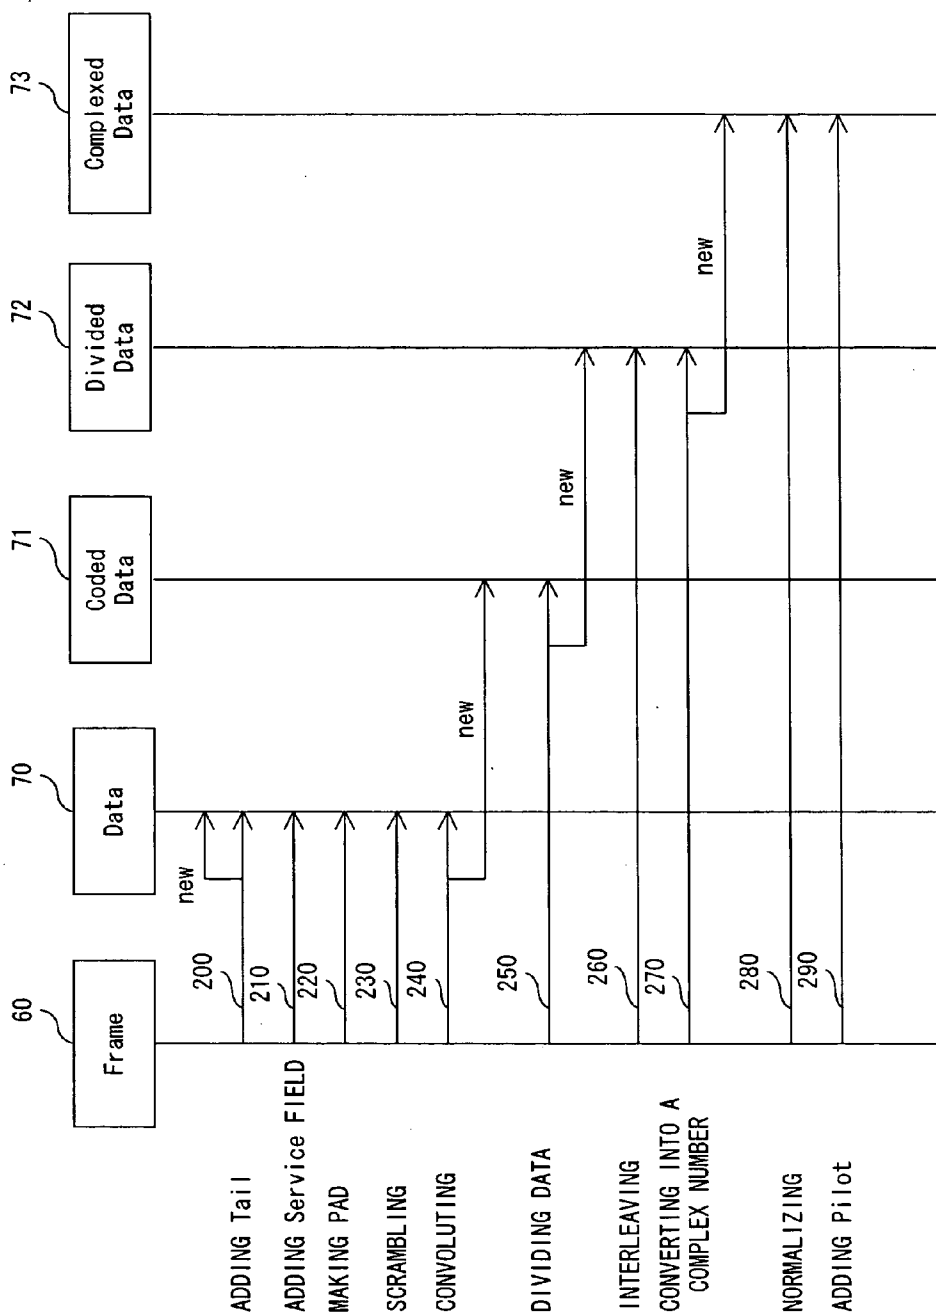 60
Frame
70
Data
71
Coded
Data
72
Divided
Data
73
Complexed
Data
new
ADDING Tail
200
ADDING Service FIELD
210
MAKING PAD
220
SCRAMBLING
230
CONVOLUTING
240
new
DIVIDING DATA
250
new
INTERLEAVING
260
CONVERTING INTO A
COMPLEX NUMBER
270
new
NORMALIZING
280
ADDING Pilot
290